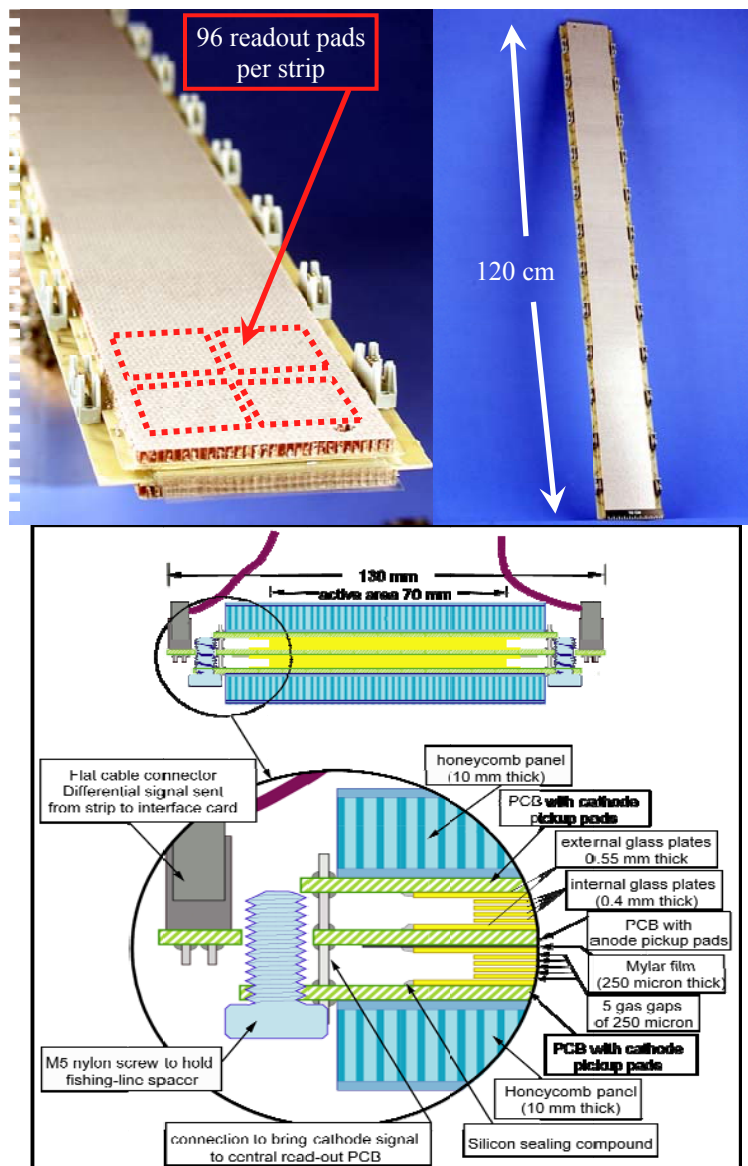 96 readout pads
per strip
120 cm
130 mm
active area 70 mm
Flat cable connector
Differential signal sent
from strip to interface card
honeycomb panel
(10 mm thick)
PCB with cathode
pickup pads
external glass plates
0.55 mm thick
internal glass plates
(0.4 mm thick)
PCB with
anode pickup pads
Mylar film
(250 micron thick)
5 gas gaps
of 250 micron
M5 nylon screw to hold
fishing-line spacer
PCB with cathode
pickup pads
Honeycomb panel
(10 mm thick)
connection to bring cathode signal
to central read-out PCB
Silicon sealing compound